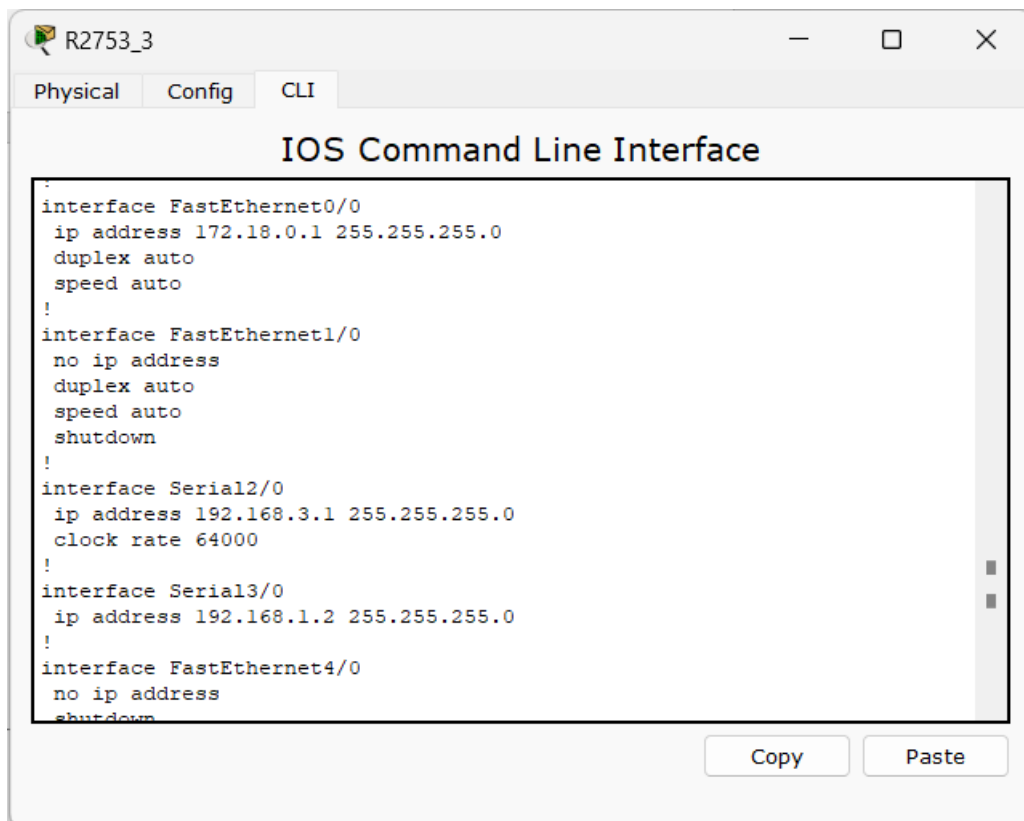 R2753_3
Physical Config CLI
IOS Command Line Interface
!
interface FastEthernet0/0
 ip address 172.18.0.1 255.255.255.0
 duplex auto
 speed auto
!
interface FastEthernet1/0
 no ip address
 duplex auto
 speed auto
 shutdown
!
interface Serial2/0
 ip address 192.168.3.1 255.255.255.0
 clock rate 64000
!
interface Serial3/0
 ip address 192.168.1.2 255.255.255.0
!
interface FastEthernet4/0
 no ip address
 shutdown
Copy Paste